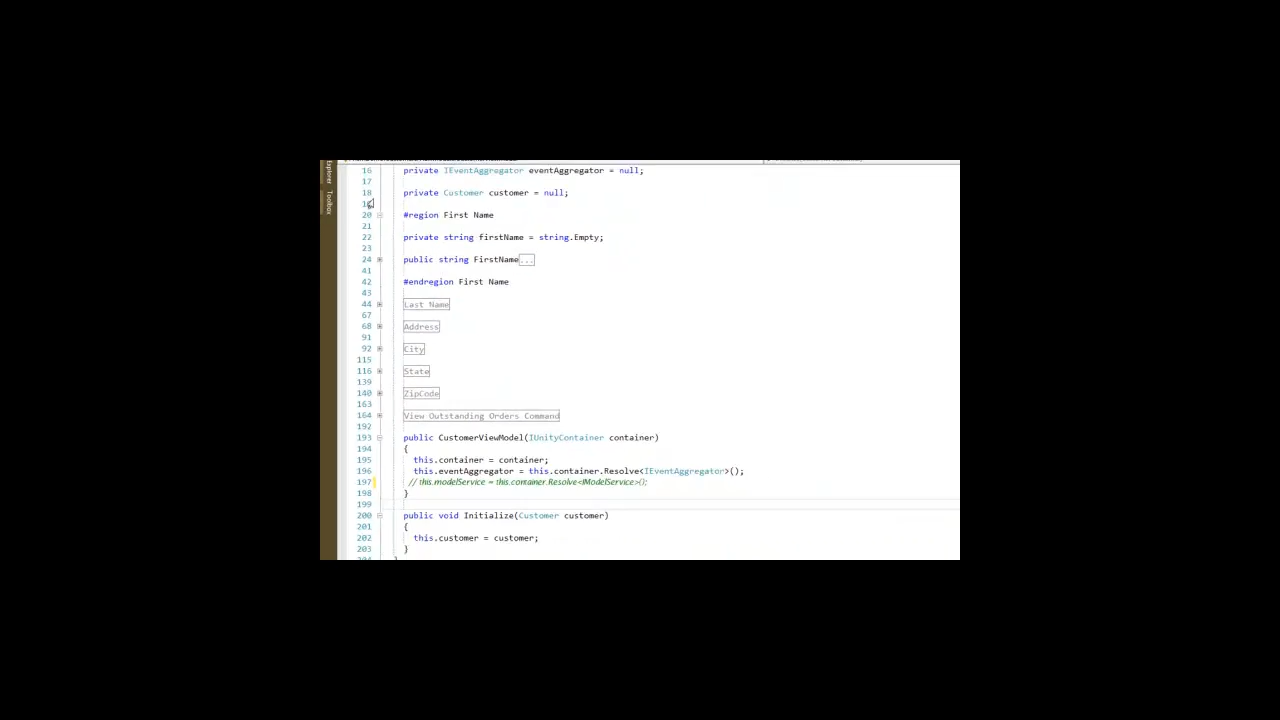 Explorer
Toolbox
16 private IEventAggregator eventAggregator = null;
17
18 private Customer customer = null;
20 #region First Name
21
22 private string firstName = string.Empty;
23
24 public string FirstName...
41
42 #endregion First Name
43
44 Last Name
67
68 Address
91
92 City
115
116 State
139
140 ZipCode
163
164 View Outstanding Orders Command
192
193 public CustomerViewModel(IUnityContainer container)
194 {
195 this.container = container;
196 this.eventAggregator = this.container.Resolve<IEventAggregator>();
197 // this.modelService = this.container.Resolve<IModelService>();
198 }
199
200 public void Initialize(Customer customer)
201 {
202 this.customer = customer;
203 }